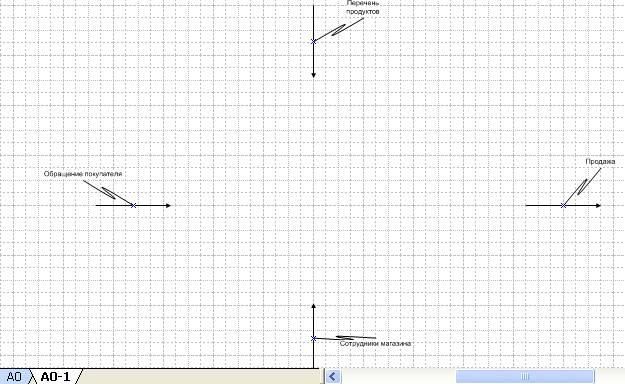 Перечень
продуктов
Продажа
Обращение покупателя
Сотрудники магазина
A0
A0-1